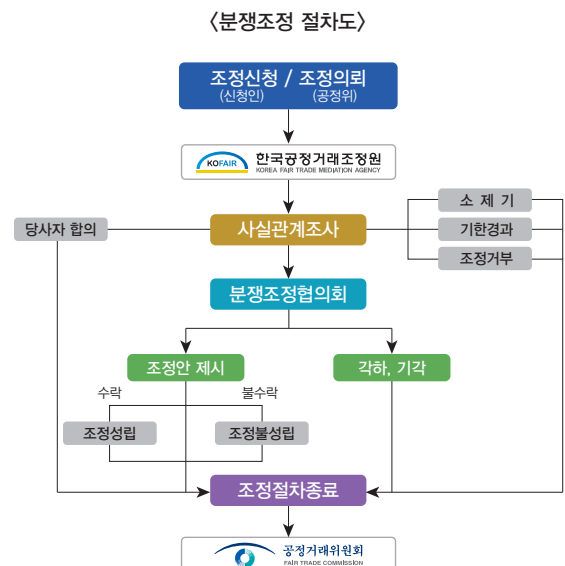 〈분쟁조정 절차도〉
조정신청 / 조정의뢰
(신청인) (공정위)
KOFAIR 한국공정거래조정원
KOREA FAIR TRADE MEDIATION AGENCY
소 제 기
당사자 합의 사실관계조사 기한경과
조정거부
분쟁조정협의회
조정안 제시 각하, 기각
수락 불수락
조정성립 조정불성립
조정절차종료
공정거래위원회
FAIR TRADE COMMISSION